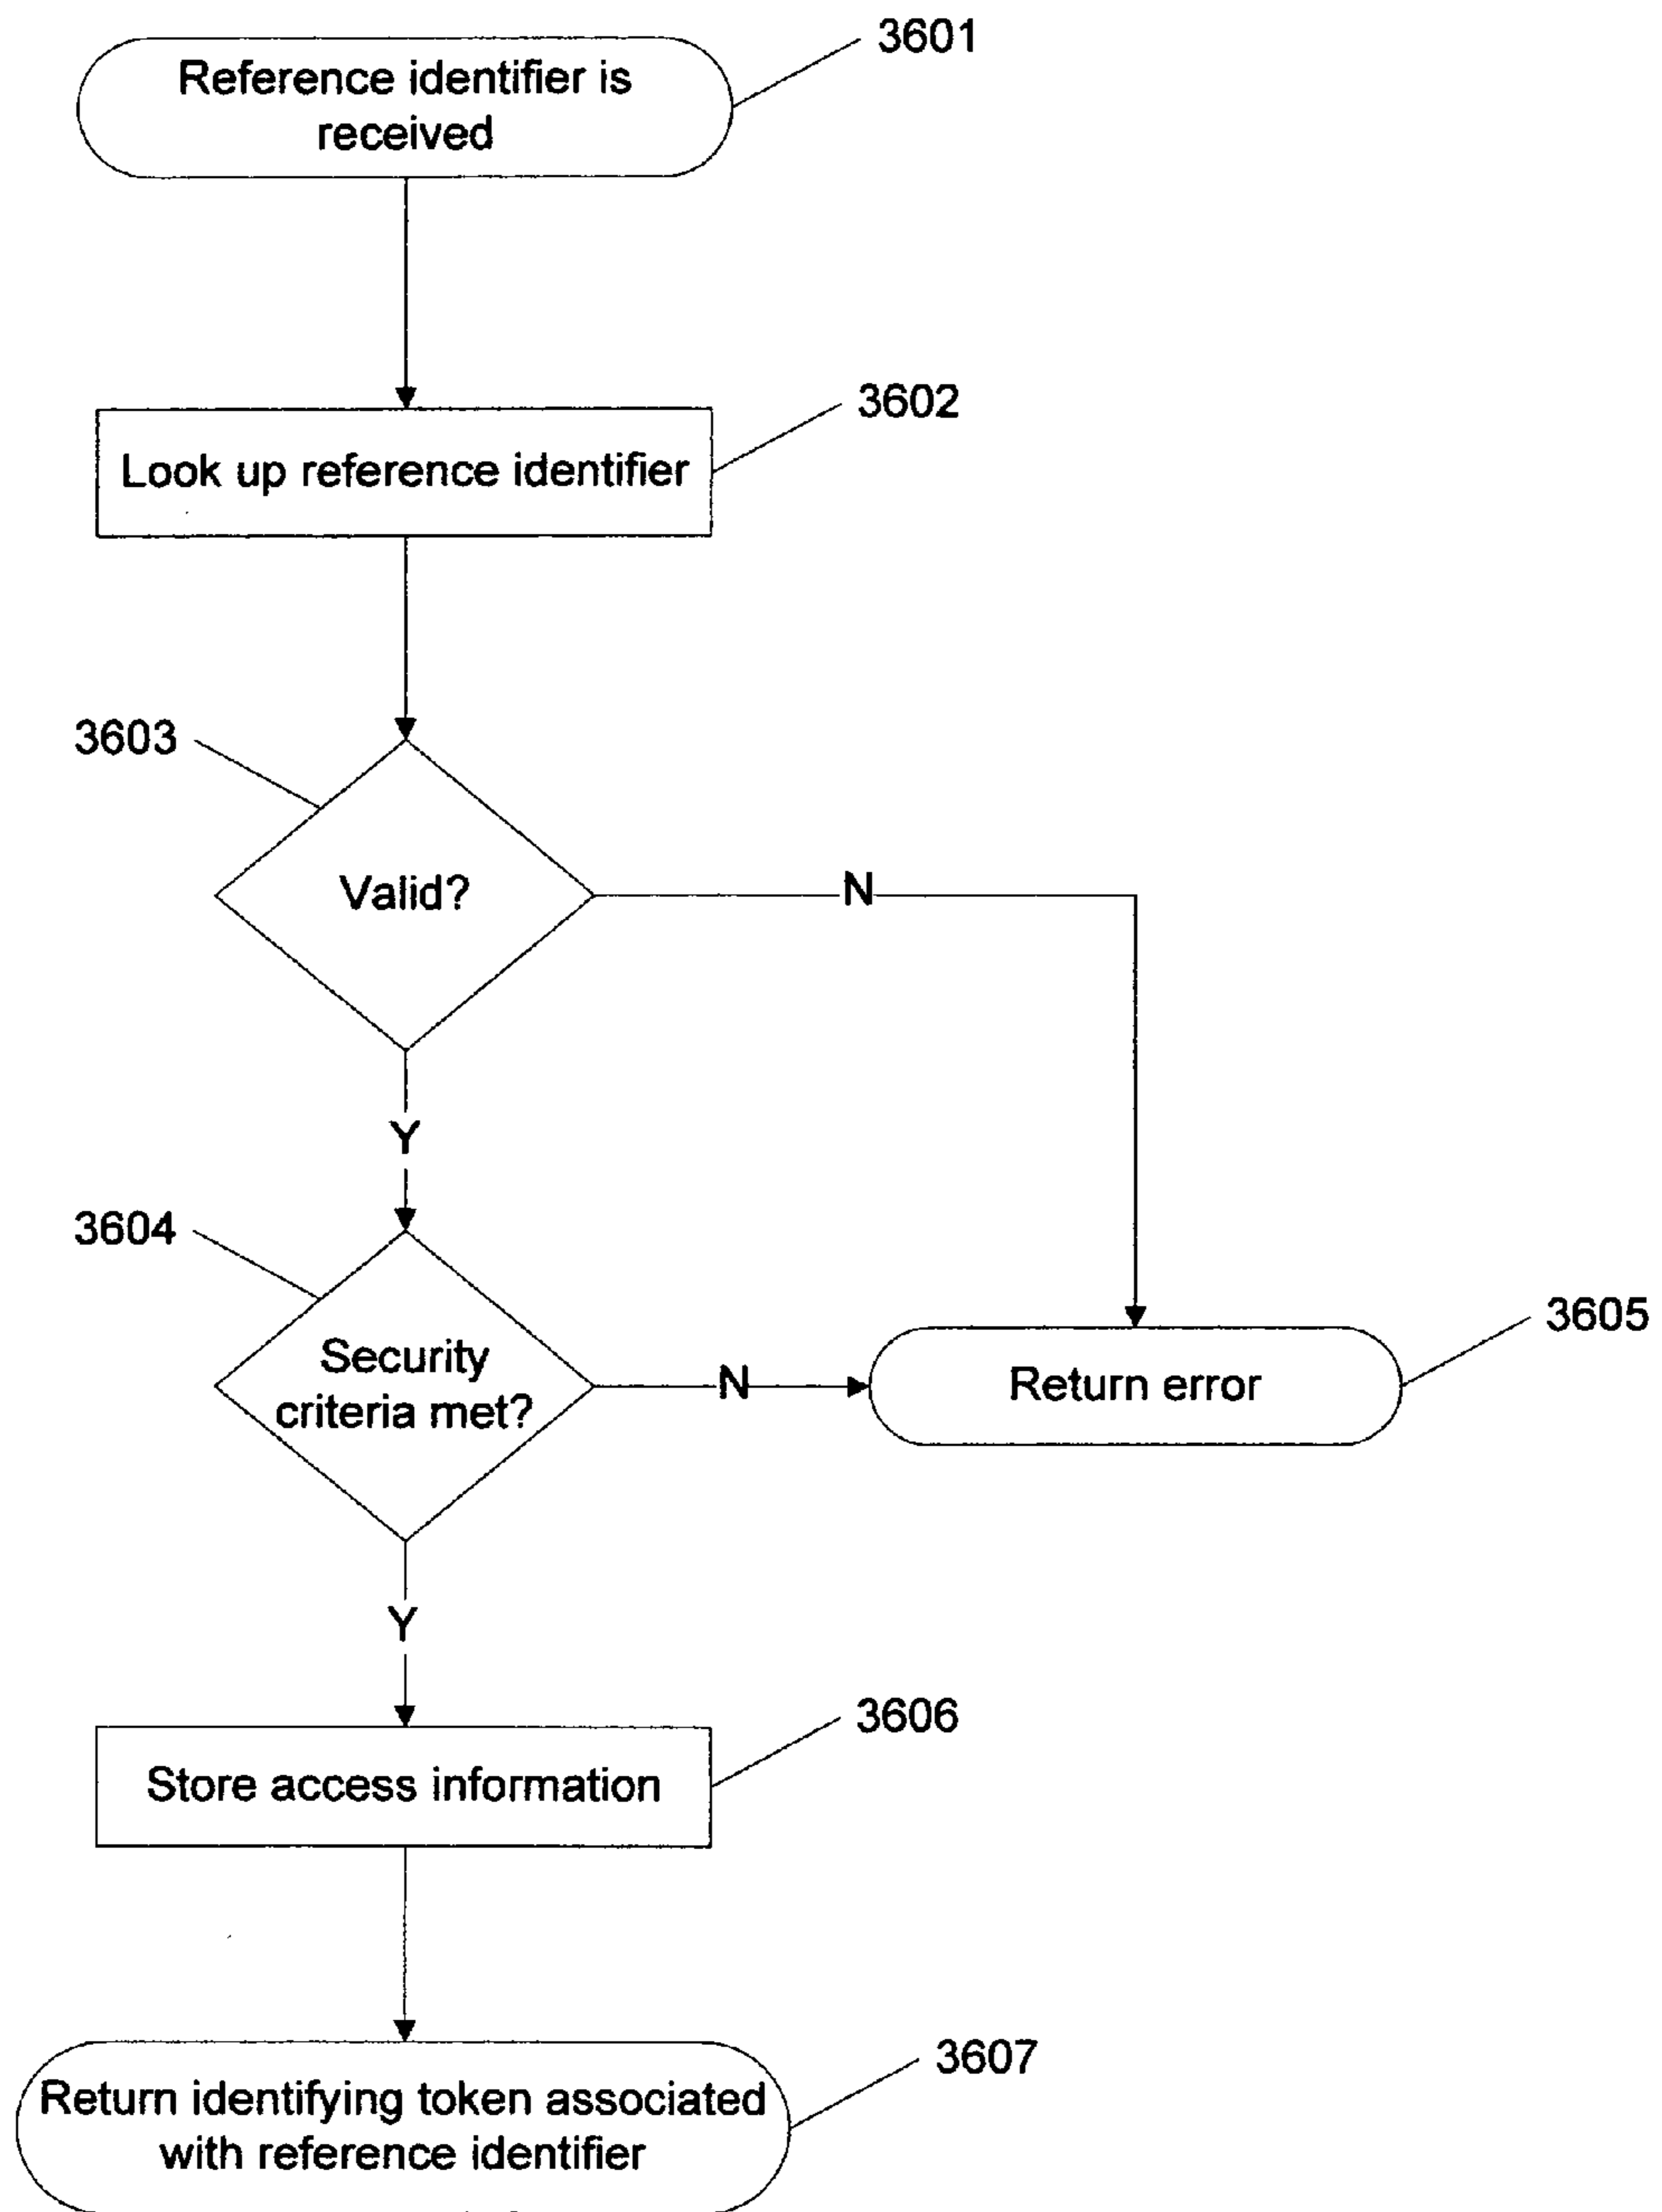 3601
Reference identifier is
received
3602
Look up reference identifier
3603
Valid?
N
Y
3604
Security
criteria met?
N
3605
Return error
Y
3606
Store access information
3607
Return identifying token associated
with reference identifier